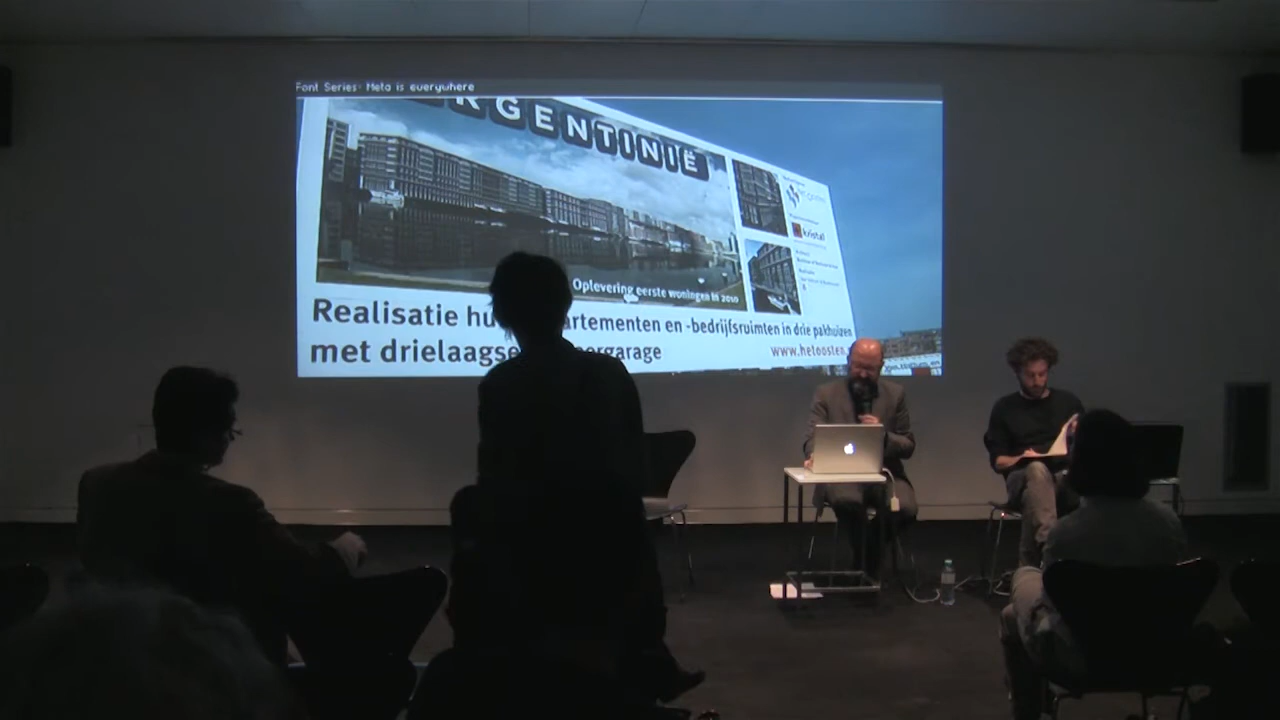 Font Series: Meta is everywhere
RGENTINIË
kristal
Oplevering eerste woningen in 2010
Realisatie hu artementen en -bedrijfsruimten in drie pakhuizen
met drielaagse ergarage
www.hetoosten.